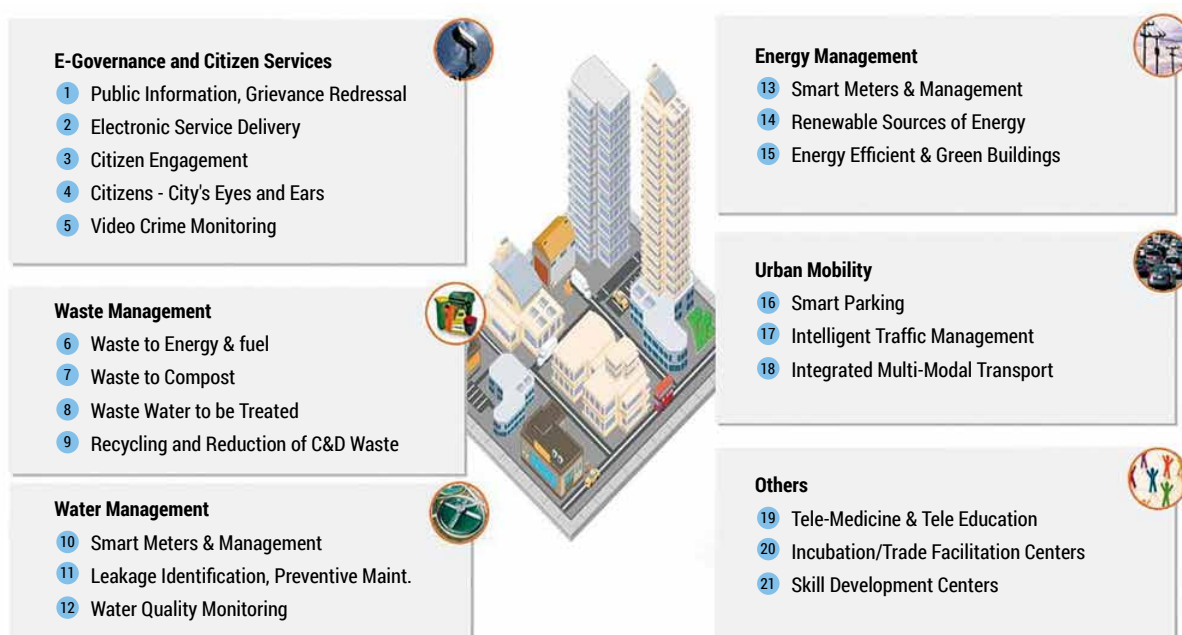 E-Governance and Citizen Services
1 Public Information, Grievance Redressal
2 Electronic Service Delivery
3 Citizen Engagement
4 Citizens - City's Eyes and Ears
5 Video Crime Monitoring
Waste Management
6 Waste to Energy & fuel
7 Waste to Compost
8 Waste Water to be Treated
9 Recycling and Reduction of C&D Waste
Water Management
10 Smart Meters & Management
11 Leakage Identification, Preventive Maint.
12 Water Quality Monitoring
Energy Management
13 Smart Meters & Management
14 Renewable Sources of Energy
15 Energy Efficient & Green Buildings
Urban Mobility
16 Smart Parking
17 Intelligent Traffic Management
18 Integrated Multi-Modal Transport
Others
19 Tele-Medicine & Tele Education
20 Incubation/Trade Facilitation Centers
21 Skill Development Centers